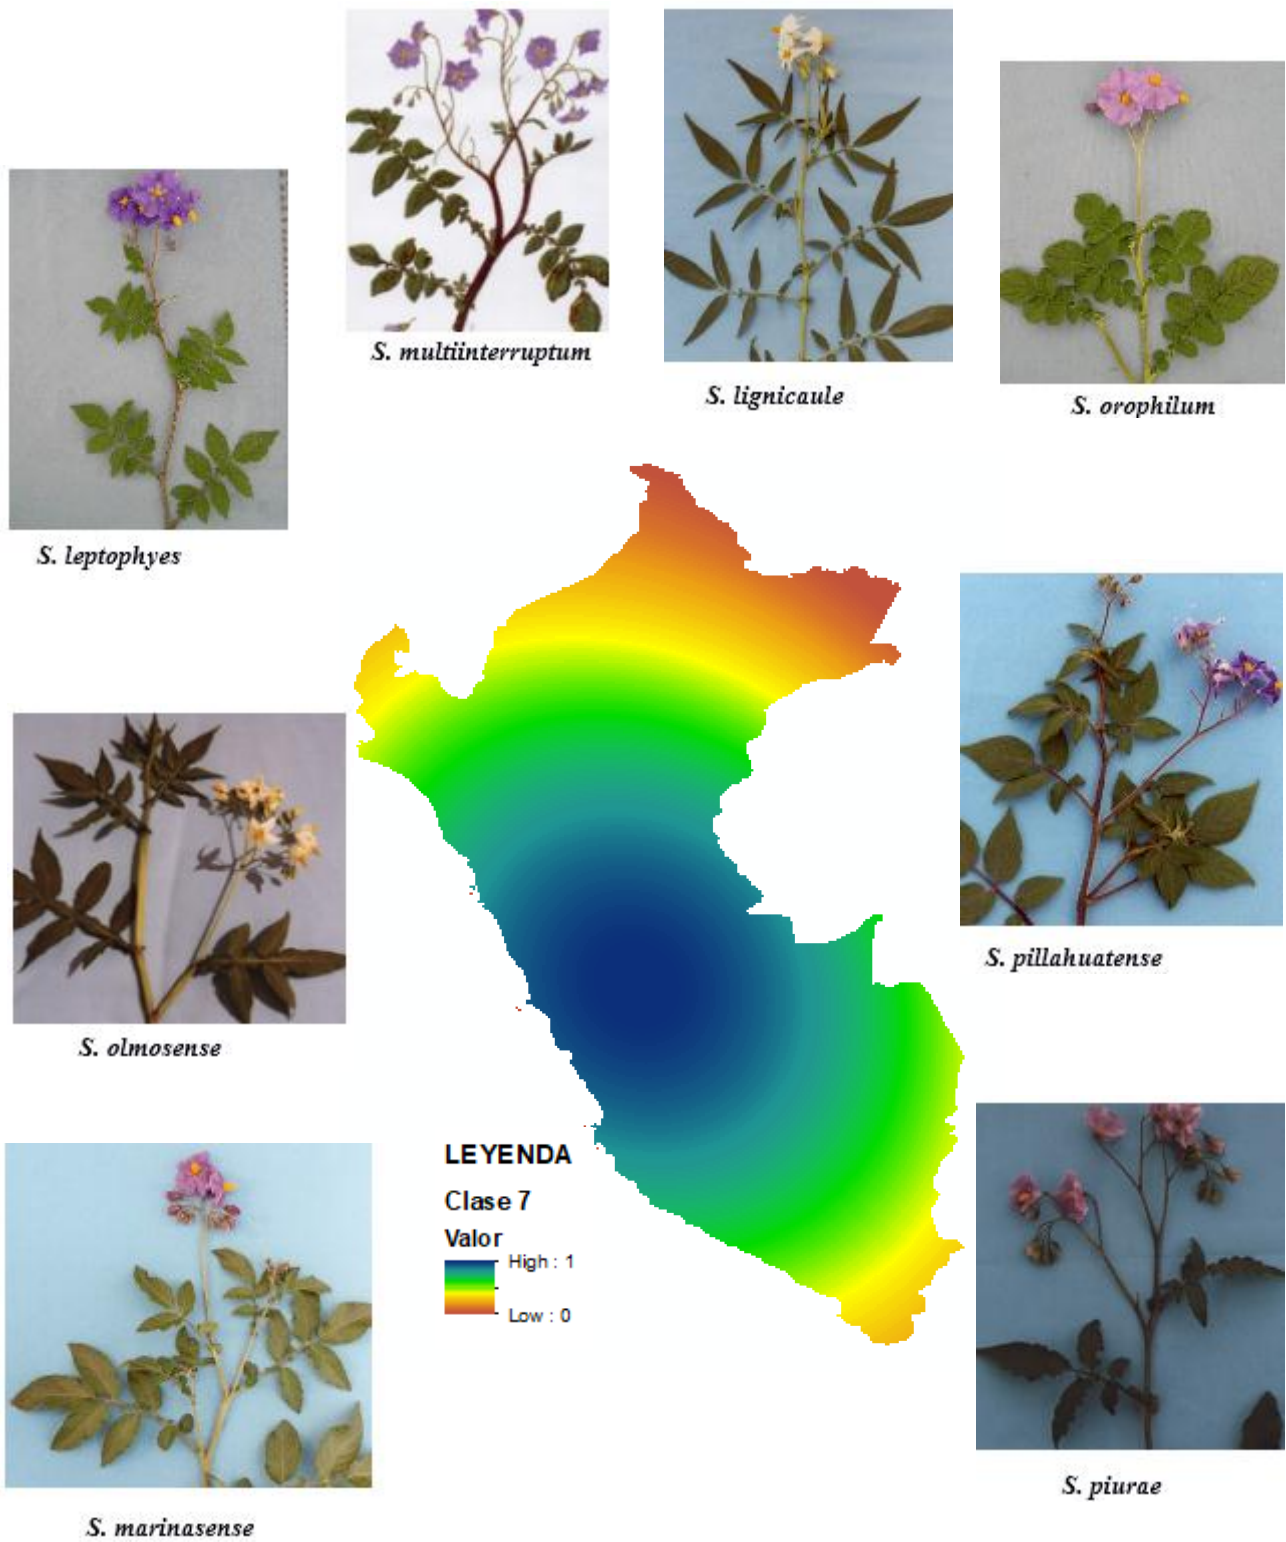 S. multiinterruptum
S. lignicaule
S. orophilum
S. leptophyes
S. pillahuatense
S. olmosense
LEYENDA
Clase 7
Valor
High : 1
Low : 0
S. piurae
S. marinasense